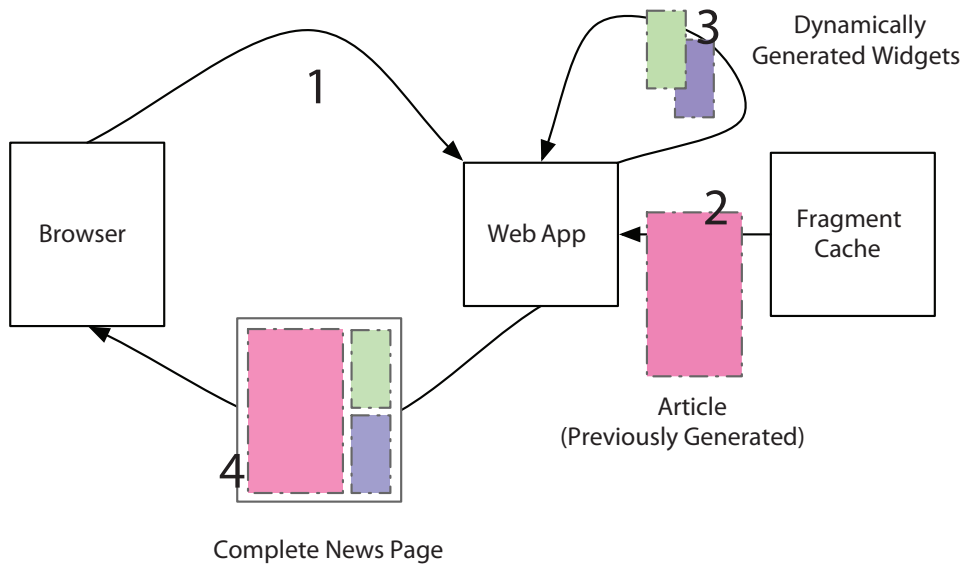 3
Dynamically
Generated Widgets
1
Browser
Web App
2
Fragment
Cache
Article
(Previously Generated)
4
Complete News Page